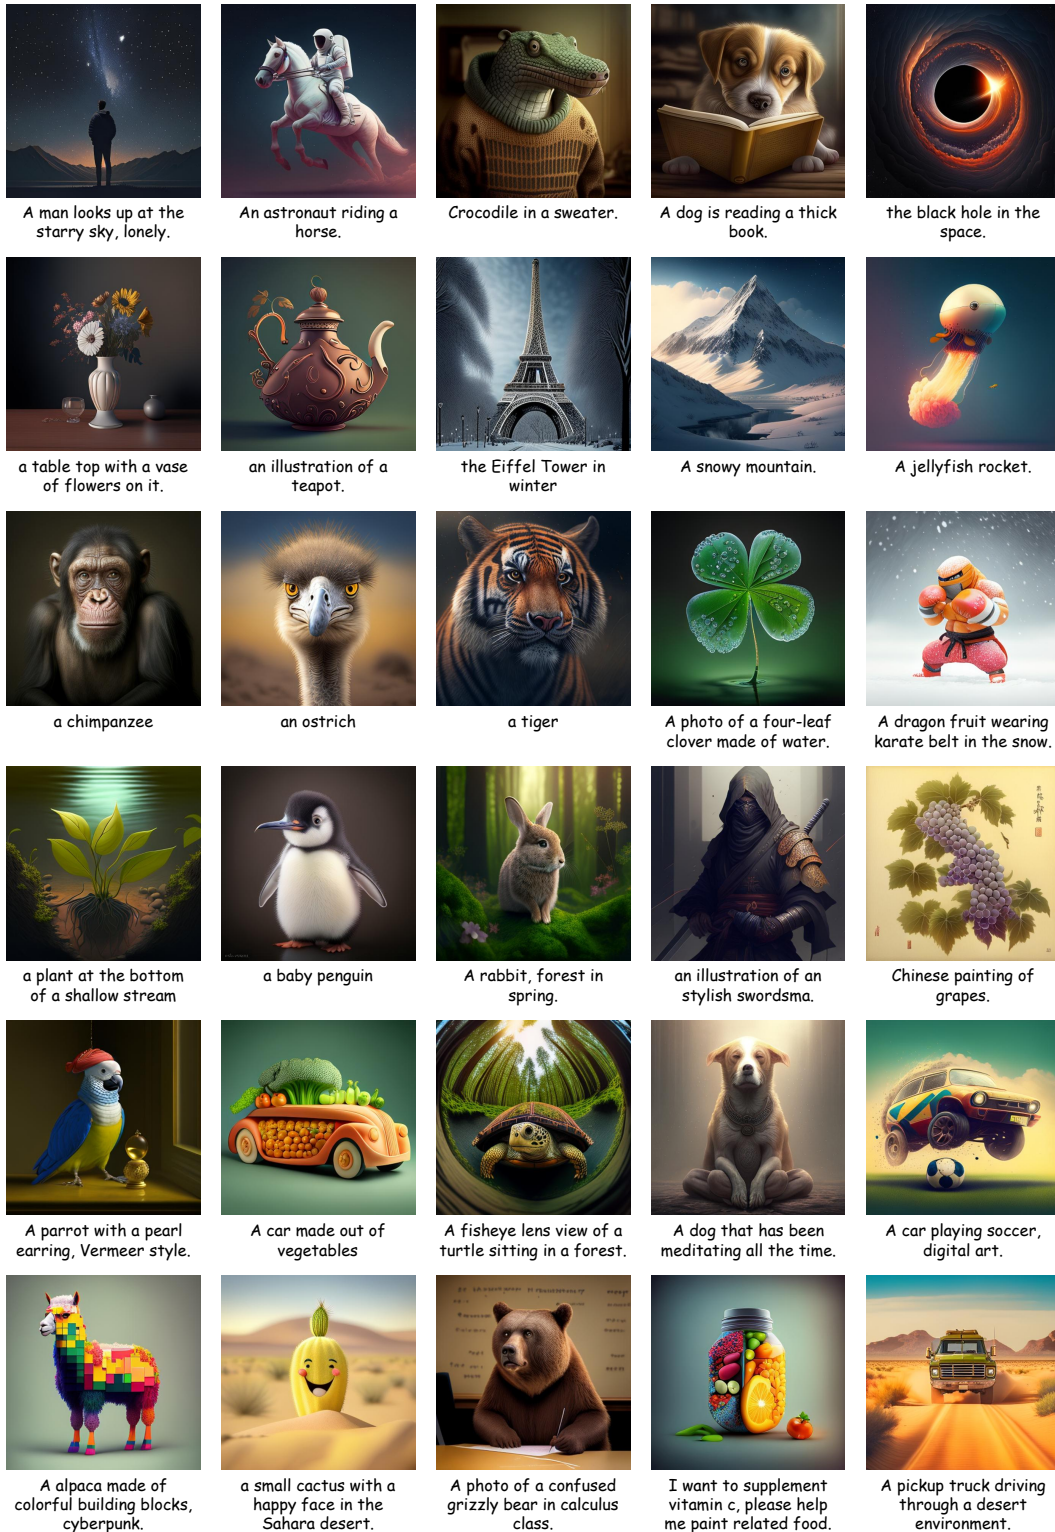 A man looks up at the
starry sky, lonely.
An astronaut riding a
horse.
Crocodile in a sweater.
A dog is reading a thick
book.
the black hole in the
space.
a table top with a vase
of flowers on it.
an illustration of a
teapot.
the Eiffel Tower in
winter
A snowy mountain.
A jellyfish rocket.
a chimpanzee
an ostrich
a tiger
A photo of a four-leaf
clover made of water.
A dragon fruit wearing
karate belt in the snow.
a plant at the bottom
of a shallow stream
a baby penguin
A rabbit, forest in
spring.
an illustration of an
stylish swordsma.
Chinese painting of
grapes.
A parrot with a pearl
earring, Vermeer style.
A car made out of
vegetables
A fisheye lens view of a
turtle sitting in a forest.
A dog that has been
meditating all the time.
A car playing soccer,
digital art.
A alpaca made of
colorful building blocks,
cyberpunk.
a small cactus with a
happy face in the
Sahara desert.
A photo of a confused
grizzly bear in calculus
class.
I want to supplement
vitamin c, please help
me paint related food.
A pickup truck driving
through a desert
environment.